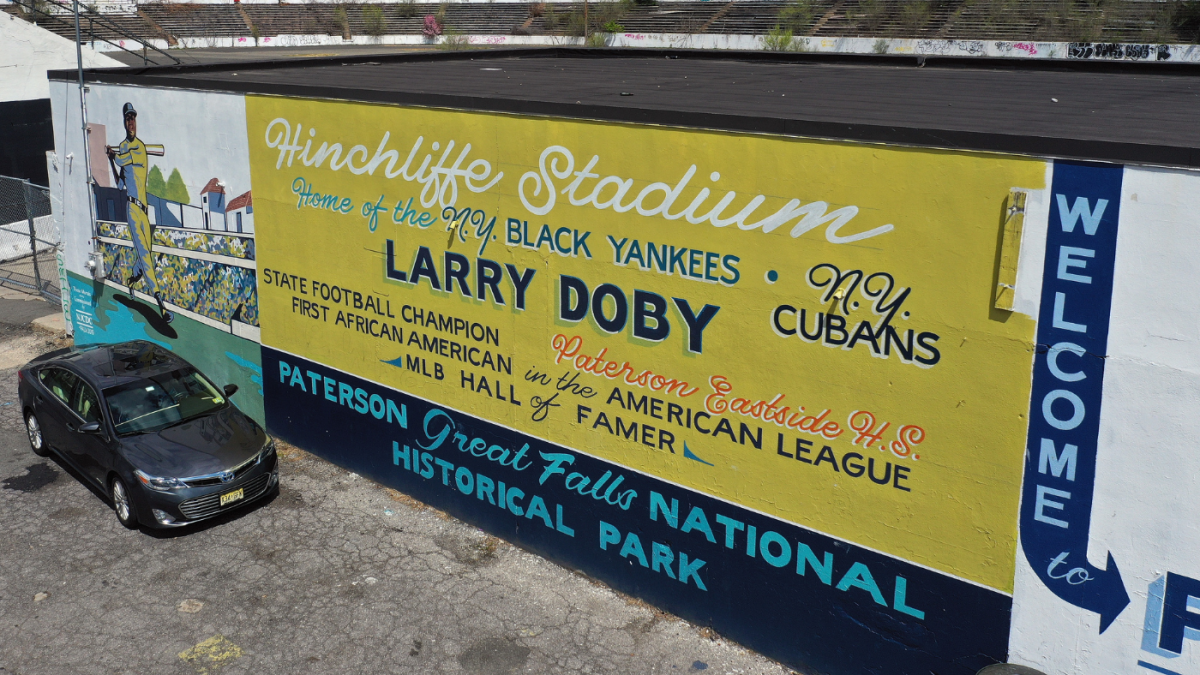 Hinchliffe Stadium
Home of the N.Y. BLACK YANKEES • N.Y. CUBANS
LARRY DOBY
STATE FOOTBALL CHAMPION Paterson Eastside H.S.
FIRST AFRICAN AMERICAN in the AMERICAN LEAGUE
MLB HALL of FAMER
PATERSON Great Falls NATIONAL
HISTORICAL PARK
WELCOME
to